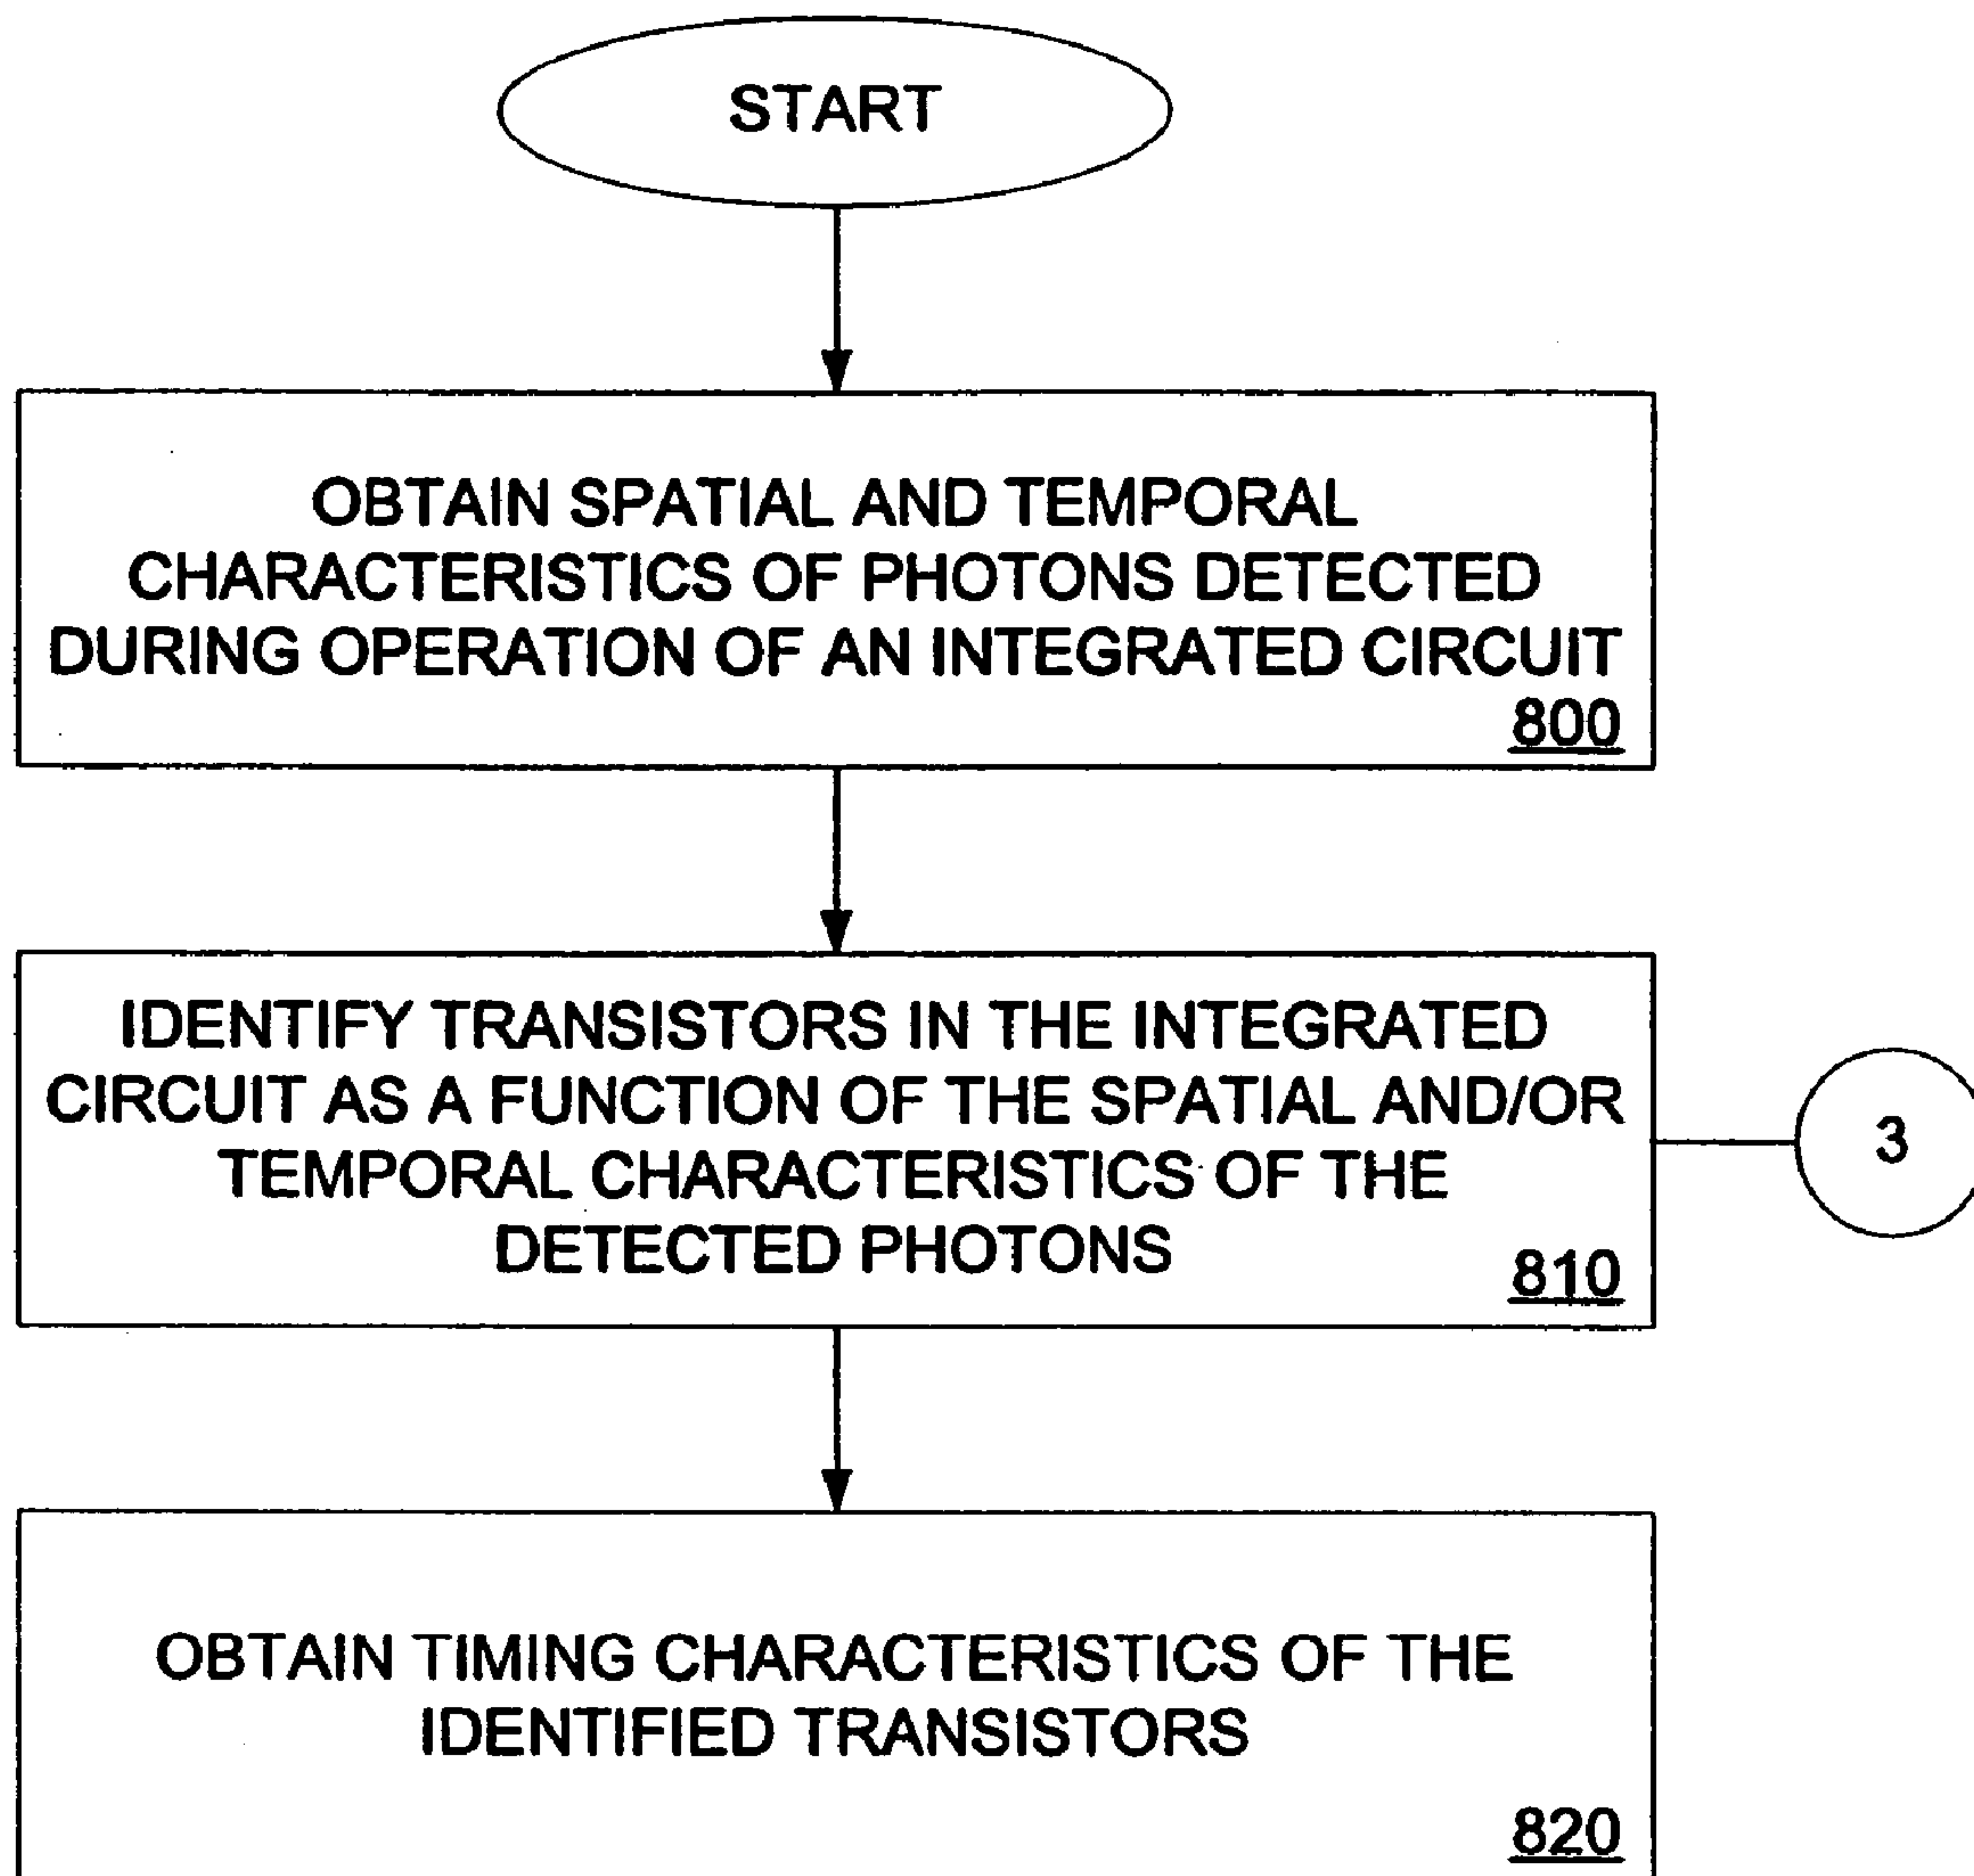 START
OBTAIN SPATIAL AND TEMPORAL
CHARACTERISTICS OF PHOTONS DETECTED
DURING OPERATION OF AN INTEGRATED CIRCUIT
800
IDENTIFY TRANSISTORS IN THE INTEGRATED
CIRCUIT AS A FUNCTION OF THE SPATIAL AND/OR
TEMPORAL CHARACTERISTICS OF THE
DETECTED PHOTONS
810
3
OBTAIN TIMING CHARACTERISTICS OF THE
IDENTIFIED TRANSISTORS
820